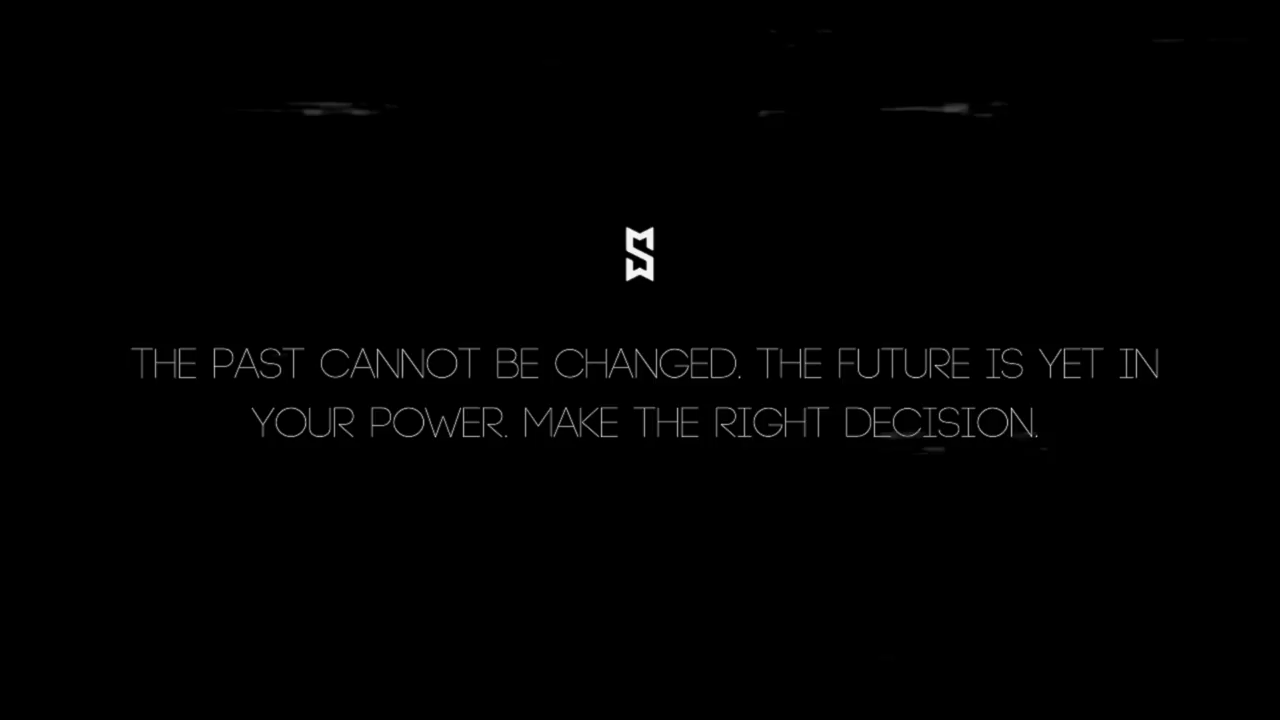 S
THE PAST CANNOT BE CHANGED. THE FUTURE IS YET IN
YOUR POWER. MAKE THE RIGHT DECISION.